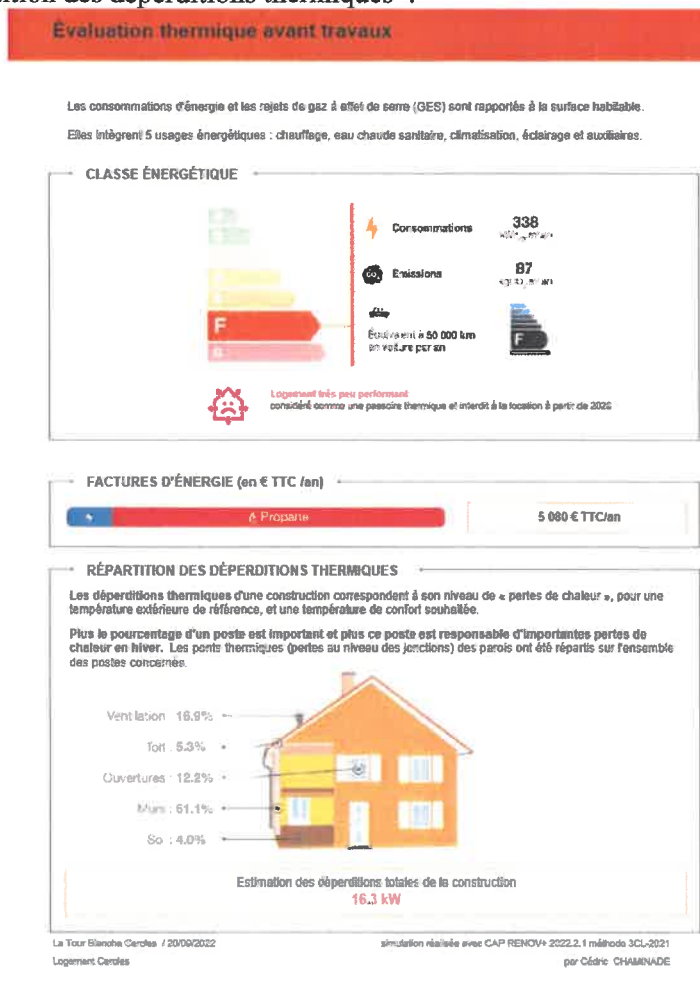 des déperditions thermiques" :
Évaluation thermique avant travaux
Les consommations d'énergie et les rejets de gaz à effet de serre (GES) sont rapportés à la surface habitable.
Elles intègrent 5 usages énergétiques : chauffage, eau chaude sanitaire, climatisation, éclairage et auxiliaires.
CLASSE ÉNERGÉTIQUE
Consommations
338
Émissions
87
F
Équivalent à 50 000 km
en voiture par an
F
Logement très peu performant
considéré comme une passoire thermique et interdit à la location à partir de 2028
FACTURES D'ÉNERGIE (en € TTC /an)
Propane
5 080 € TTC/an
RÉPARTITION DES DÉPERDITIONS THERMIQUES
Les déperditions thermiques d'une construction correspondent à son niveau de « pertes de chaleur », pour une
température extérieure de référence, et une température de confort souhaitée.
Plus le pourcentage d'un poste est important et plus ce poste est responsable d'importantes pertes de
chaleur en hiver. Les ponts thermiques (pertes au niveau des jonctions) des parois ont été répartis sur l'ensemble
des postes concernés.
Ventilation : 16.9%
Toit : 5.3%
Ouvertures : 12.2%
Murs : 61.1%
Sol : 4.0%
Estimation des déperditions totales de la construction
16.3 kW
La Tour Blanche Cercles / 20/09/2022
simulation réalisée avec CAP RENOV+ 2022.2.1 méthode 3CL-2021
Logement Cercles
par Cédric CHAMINADE